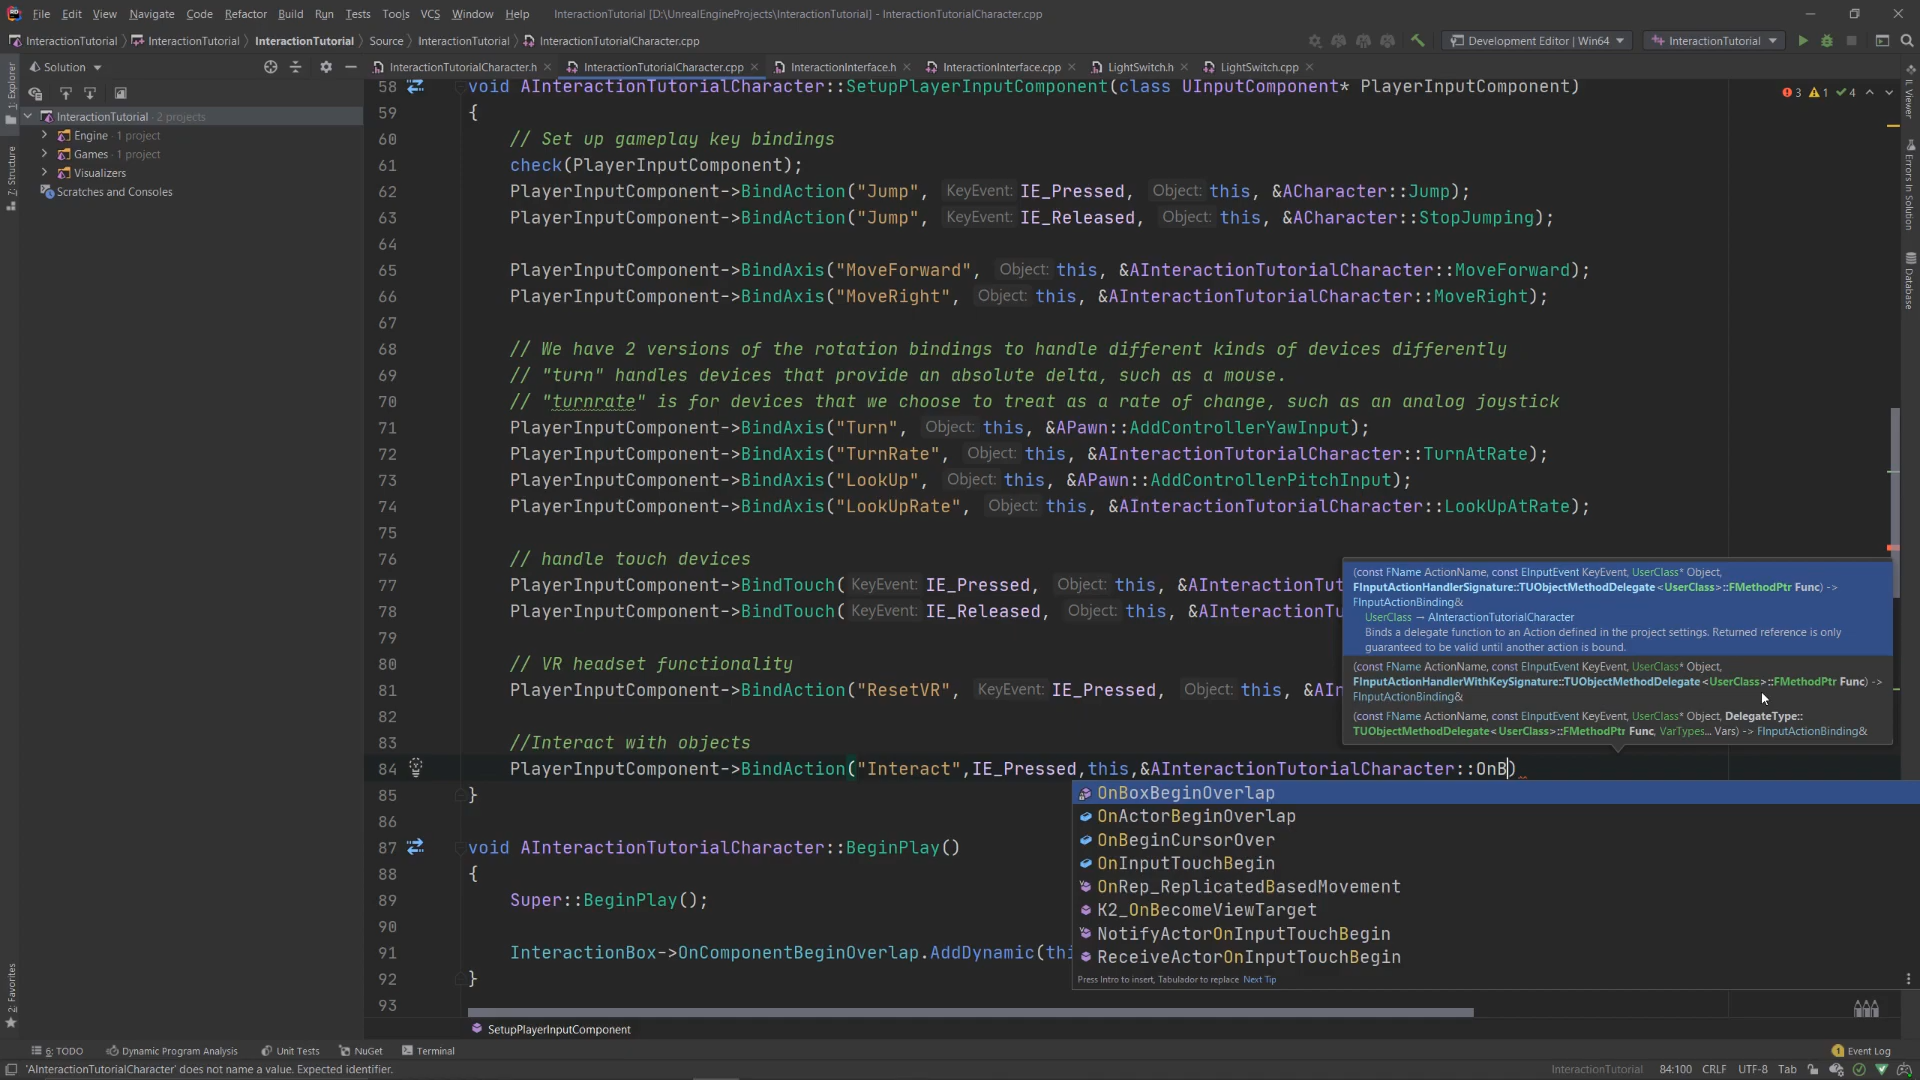 File Edit View Navigate Code Refactor Build Run Tests Tools VCS Window Help InteractionTutorial [D:\UnrealEngineProjects\InteractionTutorial] - InteractionTutorialCharacter.cpp
InteractionTutorial InteractionTutorial InteractionTutorial Source InteractionTutorial InteractionTutorialCharacter.cpp Development Editor | Win64 InteractionTutorial
Solution InteractionTutorialCharacter.h InteractionTutorialCharacter.cpp InteractionInterface.h InteractionInterface.cpp LightSwitch.h LightSwitch.cpp
1: Explorer
7: Structure
2: Favorites
InteractionTutorial · 2 projects
Engine · 1 project
Games · 1 project
Visualizers
Scratches and Consoles
3 1 4
IL Viewer
Errors In Solution
Database
58 void AInteractionTutorialCharacter::SetupPlayerInputComponent(class UInputComponent* PlayerInputComponent)
59 {
60 // Set up gameplay key bindings
61 check(PlayerInputComponent);
62 PlayerInputComponent->BindAction("Jump", KeyEvent: IE_Pressed, Object: this, &ACharacter::Jump);
63 PlayerInputComponent->BindAction("Jump", KeyEvent: IE_Released, Object: this, &ACharacter::StopJumping);
64
65 PlayerInputComponent->BindAxis("MoveForward", Object: this, &AInteractionTutorialCharacter::MoveForward);
66 PlayerInputComponent->BindAxis("MoveRight", Object: this, &AInteractionTutorialCharacter::MoveRight);
67
68 // We have 2 versions of the rotation bindings to handle different kinds of devices differently
69 // "turn" handles devices that provide an absolute delta, such as a mouse.
70 // "turnrate" is for devices that we choose to treat as a rate of change, such as an analog joystick
71 PlayerInputComponent->BindAxis("Turn", Object: this, &APawn::AddControllerYawInput);
72 PlayerInputComponent->BindAxis("TurnRate", Object: this, &AInteractionTutorialCharacter::TurnAtRate);
73 PlayerInputComponent->BindAxis("LookUp", Object: this, &APawn::AddControllerPitchInput);
74 PlayerInputComponent->BindAxis("LookUpRate", Object: this, &AInteractionTutorialCharacter::LookUpAtRate);
75
76 // handle touch devices
77 PlayerInputComponent->BindTouch( KeyEvent: IE_Pressed, Object: this, &AInteractionTut
78 PlayerInputComponent->BindTouch( KeyEvent: IE_Released, Object: this, &AInteractionT
79
80 // VR headset functionality
81 PlayerInputComponent->BindAction("ResetVR", KeyEvent: IE_Pressed, Object: this, &AIn
82
83 //Interact with objects
84 PlayerInputComponent->BindAction("Interact",IE_Pressed,this,&AInteractionTutorialCharacter::OnB)
85 }
86
87 void AInteractionTutorialCharacter::BeginPlay()
88 {
89 Super::BeginPlay();
90
91 InteractionBox->OnComponentBeginOverlap.AddDynamic(thi
92 }
93
(const FName ActionName, const EInputEvent KeyEvent, UserClass* Object,
FInputActionHandlerSignature::TUObjectMethodDelegate<UserClass>::FMethodPtr Func) ->
FInputActionBinding&
UserClass → AInteractionTutorialCharacter
Binds a delegate function to an Action defined in the project settings. Returned reference is only
guaranteed to be valid until another action is bound.
(const FName ActionName, const EInputEvent KeyEvent, UserClass* Object,
FInputActionHandlerWithKeySignature::TUObjectMethodDelegate<UserClass>::FMethodPtr Func) ->
FInputActionBinding&
(const FName ActionName, const EInputEvent KeyEvent, UserClass* Object, DelegateType::
TUObjectMethodDelegate< UserClass>::FMethodPtr Func, VarTypes... Vars) -> FInputActionBinding&
OnBoxBeginOverlap
OnActorBeginOverlap
OnBeginCursorOver
OnInputTouchBegin
OnRep_ReplicatedBasedMovement
K2_OnBecomeViewTarget
NotifyActorOnInputTouchBegin
ReceiveActorOnInputTouchBegin
Press Intro to insert, Tabulador to replace Next Tip
SetupPlayerInputComponent
6: TODO Dynamic Program Analysis Unit Tests NuGet Terminal 1 Event Log
'AInteractionTutorialCharacter' does not name a value. Expected identifier. InteractionTutorial 84:100 CRLF UTF-8 Tab